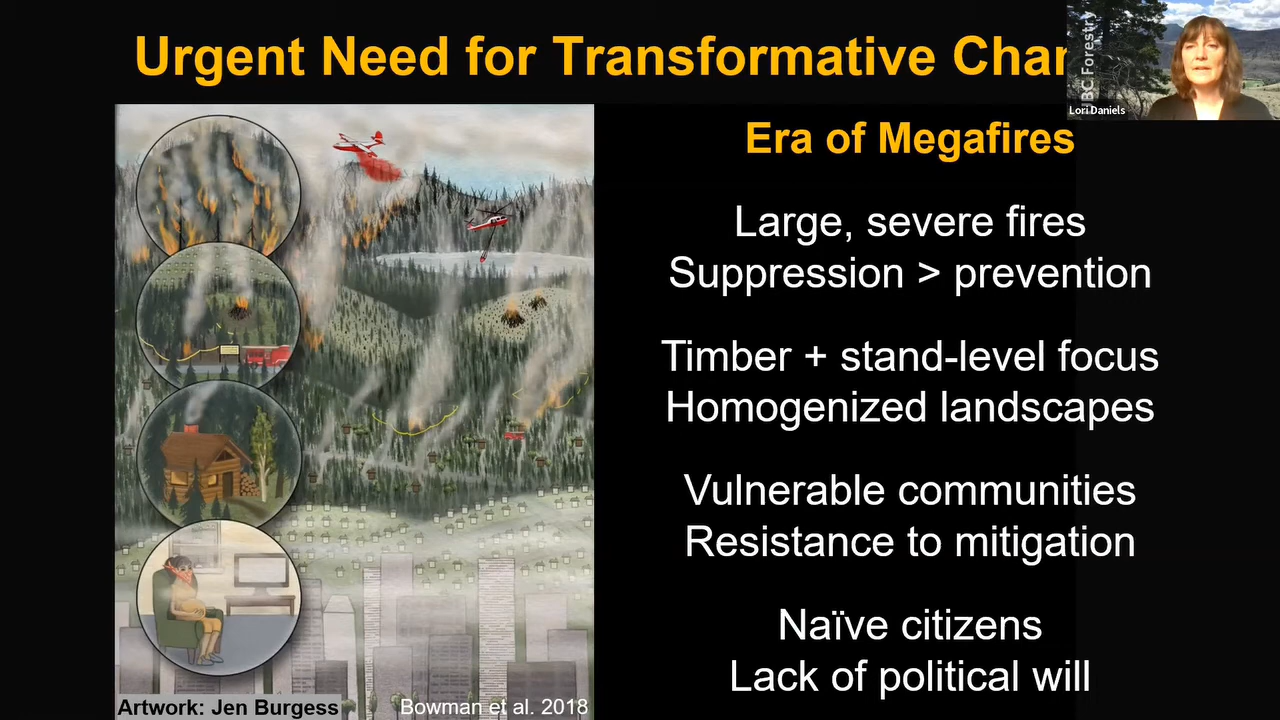 Urgent Need for Transformative Chan
UBC Forestry
Lori Daniels
Era of Megafires
Large, severe fires
Suppression > prevention
Timber + stand-level focus
Homogenized landscapes
Vulnerable communities
Resistance to mitigation
Naïve citizens
Lack of political will
Artwork: Jen Burgess
Bowman et al. 2018